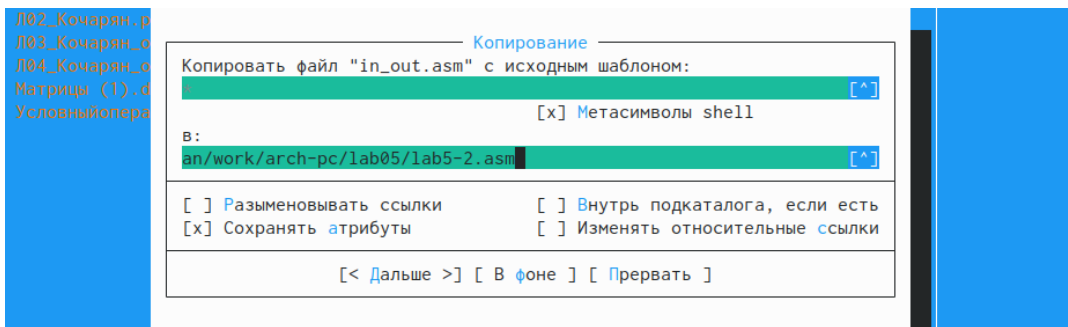 Л02_Кочарян.р
Л03_Кочарян_о
Л04_Кочарян_о
Матрицы (1).d
Условныйопера
Копирование
Копировать файл "in_out.asm" с исходным шаблоном:
* [^]
[x] Метасимволы shell
в:
an/work/arch-pc/lab05/lab5-2.asm [^]
[ ] Разыменовывать ссылки [ ] Внутрь подкаталога, если есть
[x] Сохранять атрибуты [ ] Изменять относительные ссылки
[< Дальше >] [ В фоне ] [ Прервать ]